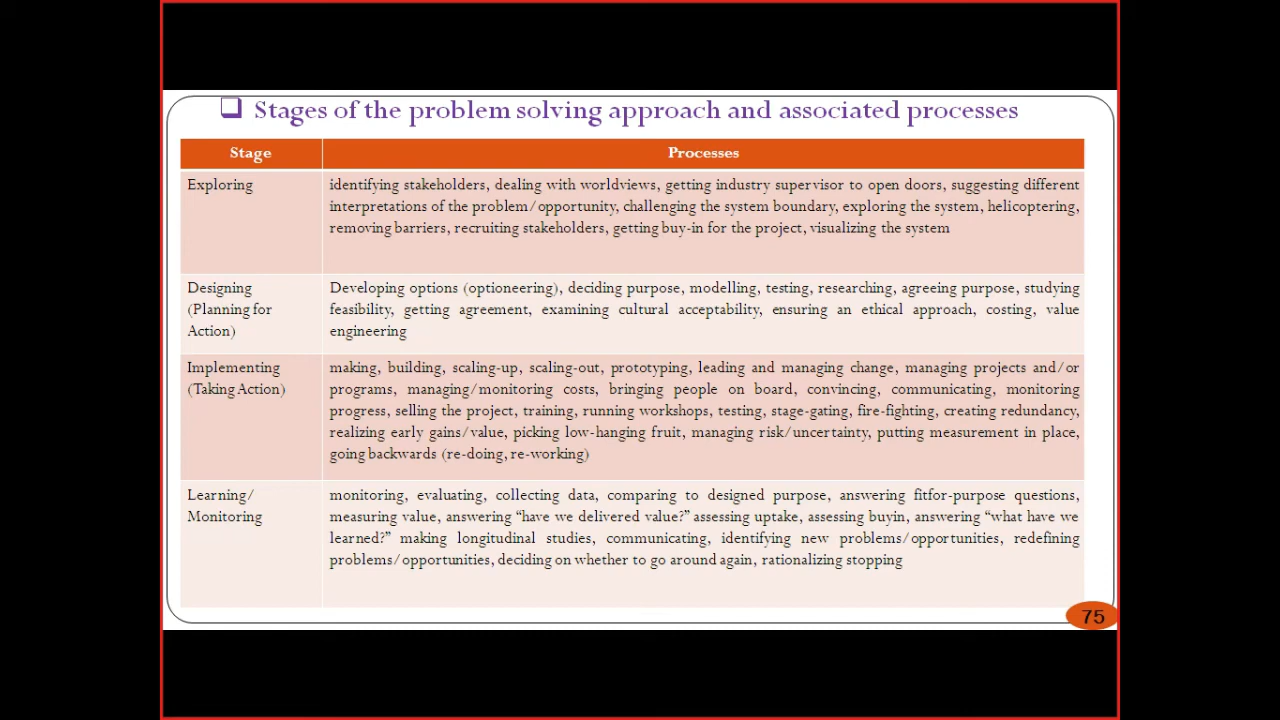 ❑ Stages of the problem solving approach and associated processes
Stage
Processes
Exploring
identifying stakeholders, dealing with worldviews, getting industry supervisor to open doors, suggesting different
interpretations of the problem/opportunity, challenging the system boundary, exploring the system, helicoptering,
removing barriers, recruiting stakeholders, getting buy-in for the project, visualizing the system
Designing
(Planning for
Action)
Developing options (optioneering), deciding purpose, modelling, testing, researching, agreeing purpose, studying
feasibility, getting agreement, examining cultural acceptability, ensuring an ethical approach, costing, value
engineering
Implementing
(Taking Action)
making, building, scaling-up, scaling-out, prototyping, leading and managing change, managing projects and/or
programs, managing/monitoring costs, bringing people on board, convincing, communicating, monitoring
progress, selling the project, training, running workshops, testing, stage-gating, fire-fighting, creating redundancy,
realizing early gains/value, picking low-hanging fruit, managing risk/uncertainty, putting measurement in place,
going backwards (re-doing, re-working)
Learning/
Monitoring
monitoring, evaluating, collecting data, comparing to designed purpose, answering fitfor-purpose questions,
measuring value, answering “have we delivered value?” assessing uptake, assessing buyin, answering “what have we
learned?” making longitudinal studies, communicating, identifying new problems/opportunities, redefining
problems/opportunities, deciding on whether to go around again, rationalizing stopping
75